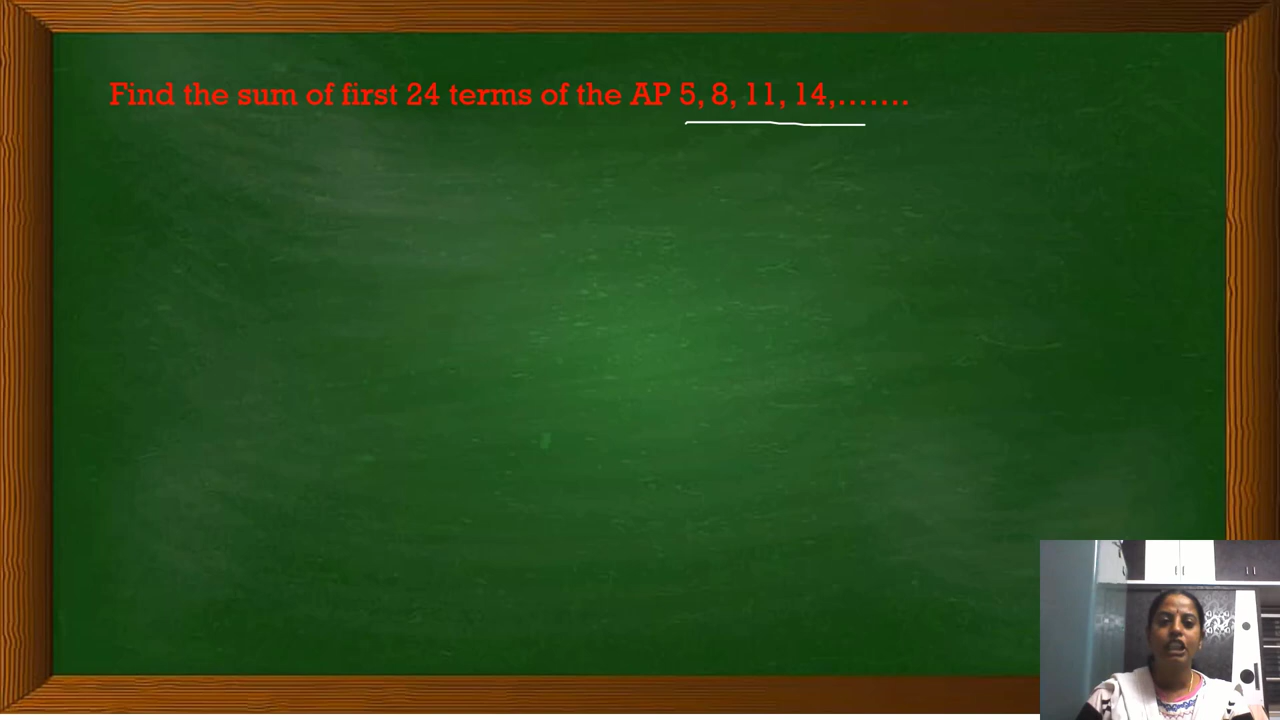 Find the sum of first 24 terms of the AP 5, 8, 11, 14,.......